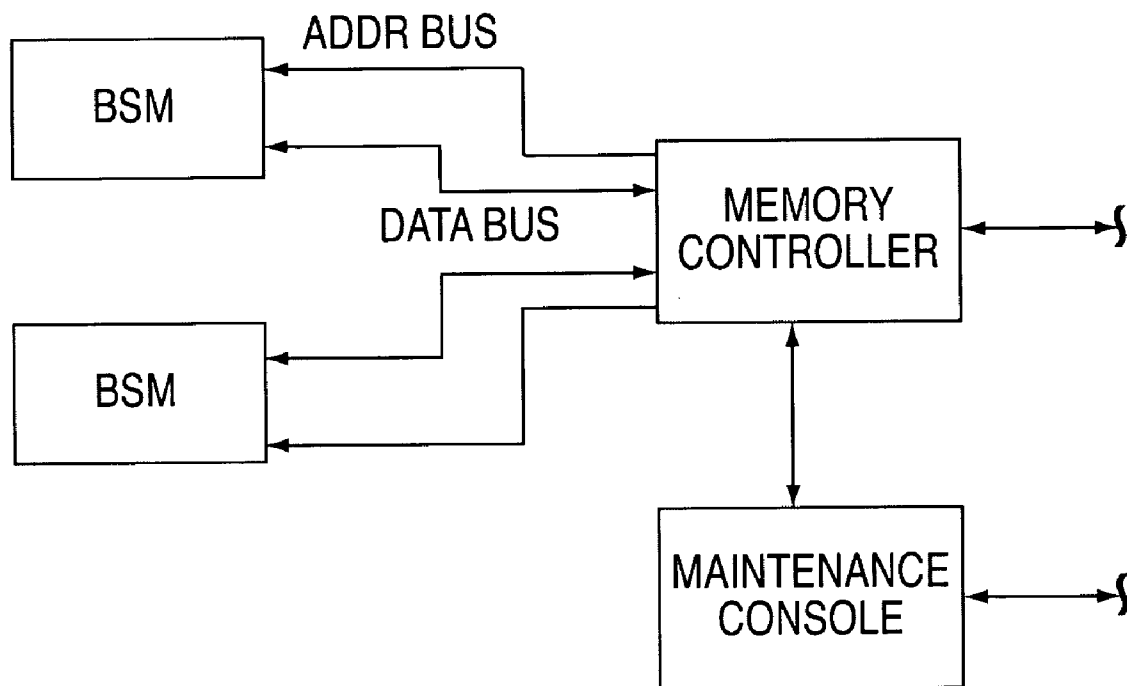 ADDR BUS
BSM
DATA BUS
MEMORY
CONTROLLER
BSM
MAINTENANCE
CONSOLE